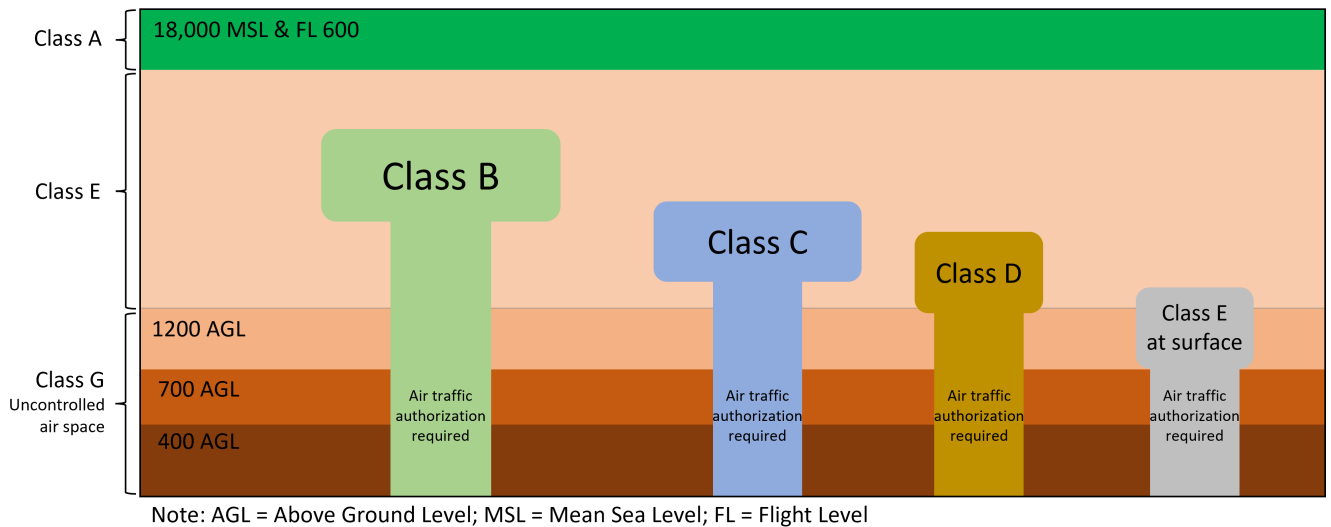 Class A
18,000 MSL & FL 600
Class E
Class B
Class C
Class D
Class E
at surface
1200 AGL
Class G
Uncontrolled
air space
700 AGL
400 AGL
Air traffic
authorization
required
Air traffic
authorization
required
Air traffic
authorization
required
Air traffic
authorization
required
Note: AGL = Above Ground Level; MSL = Mean Sea Level; FL = Flight Level